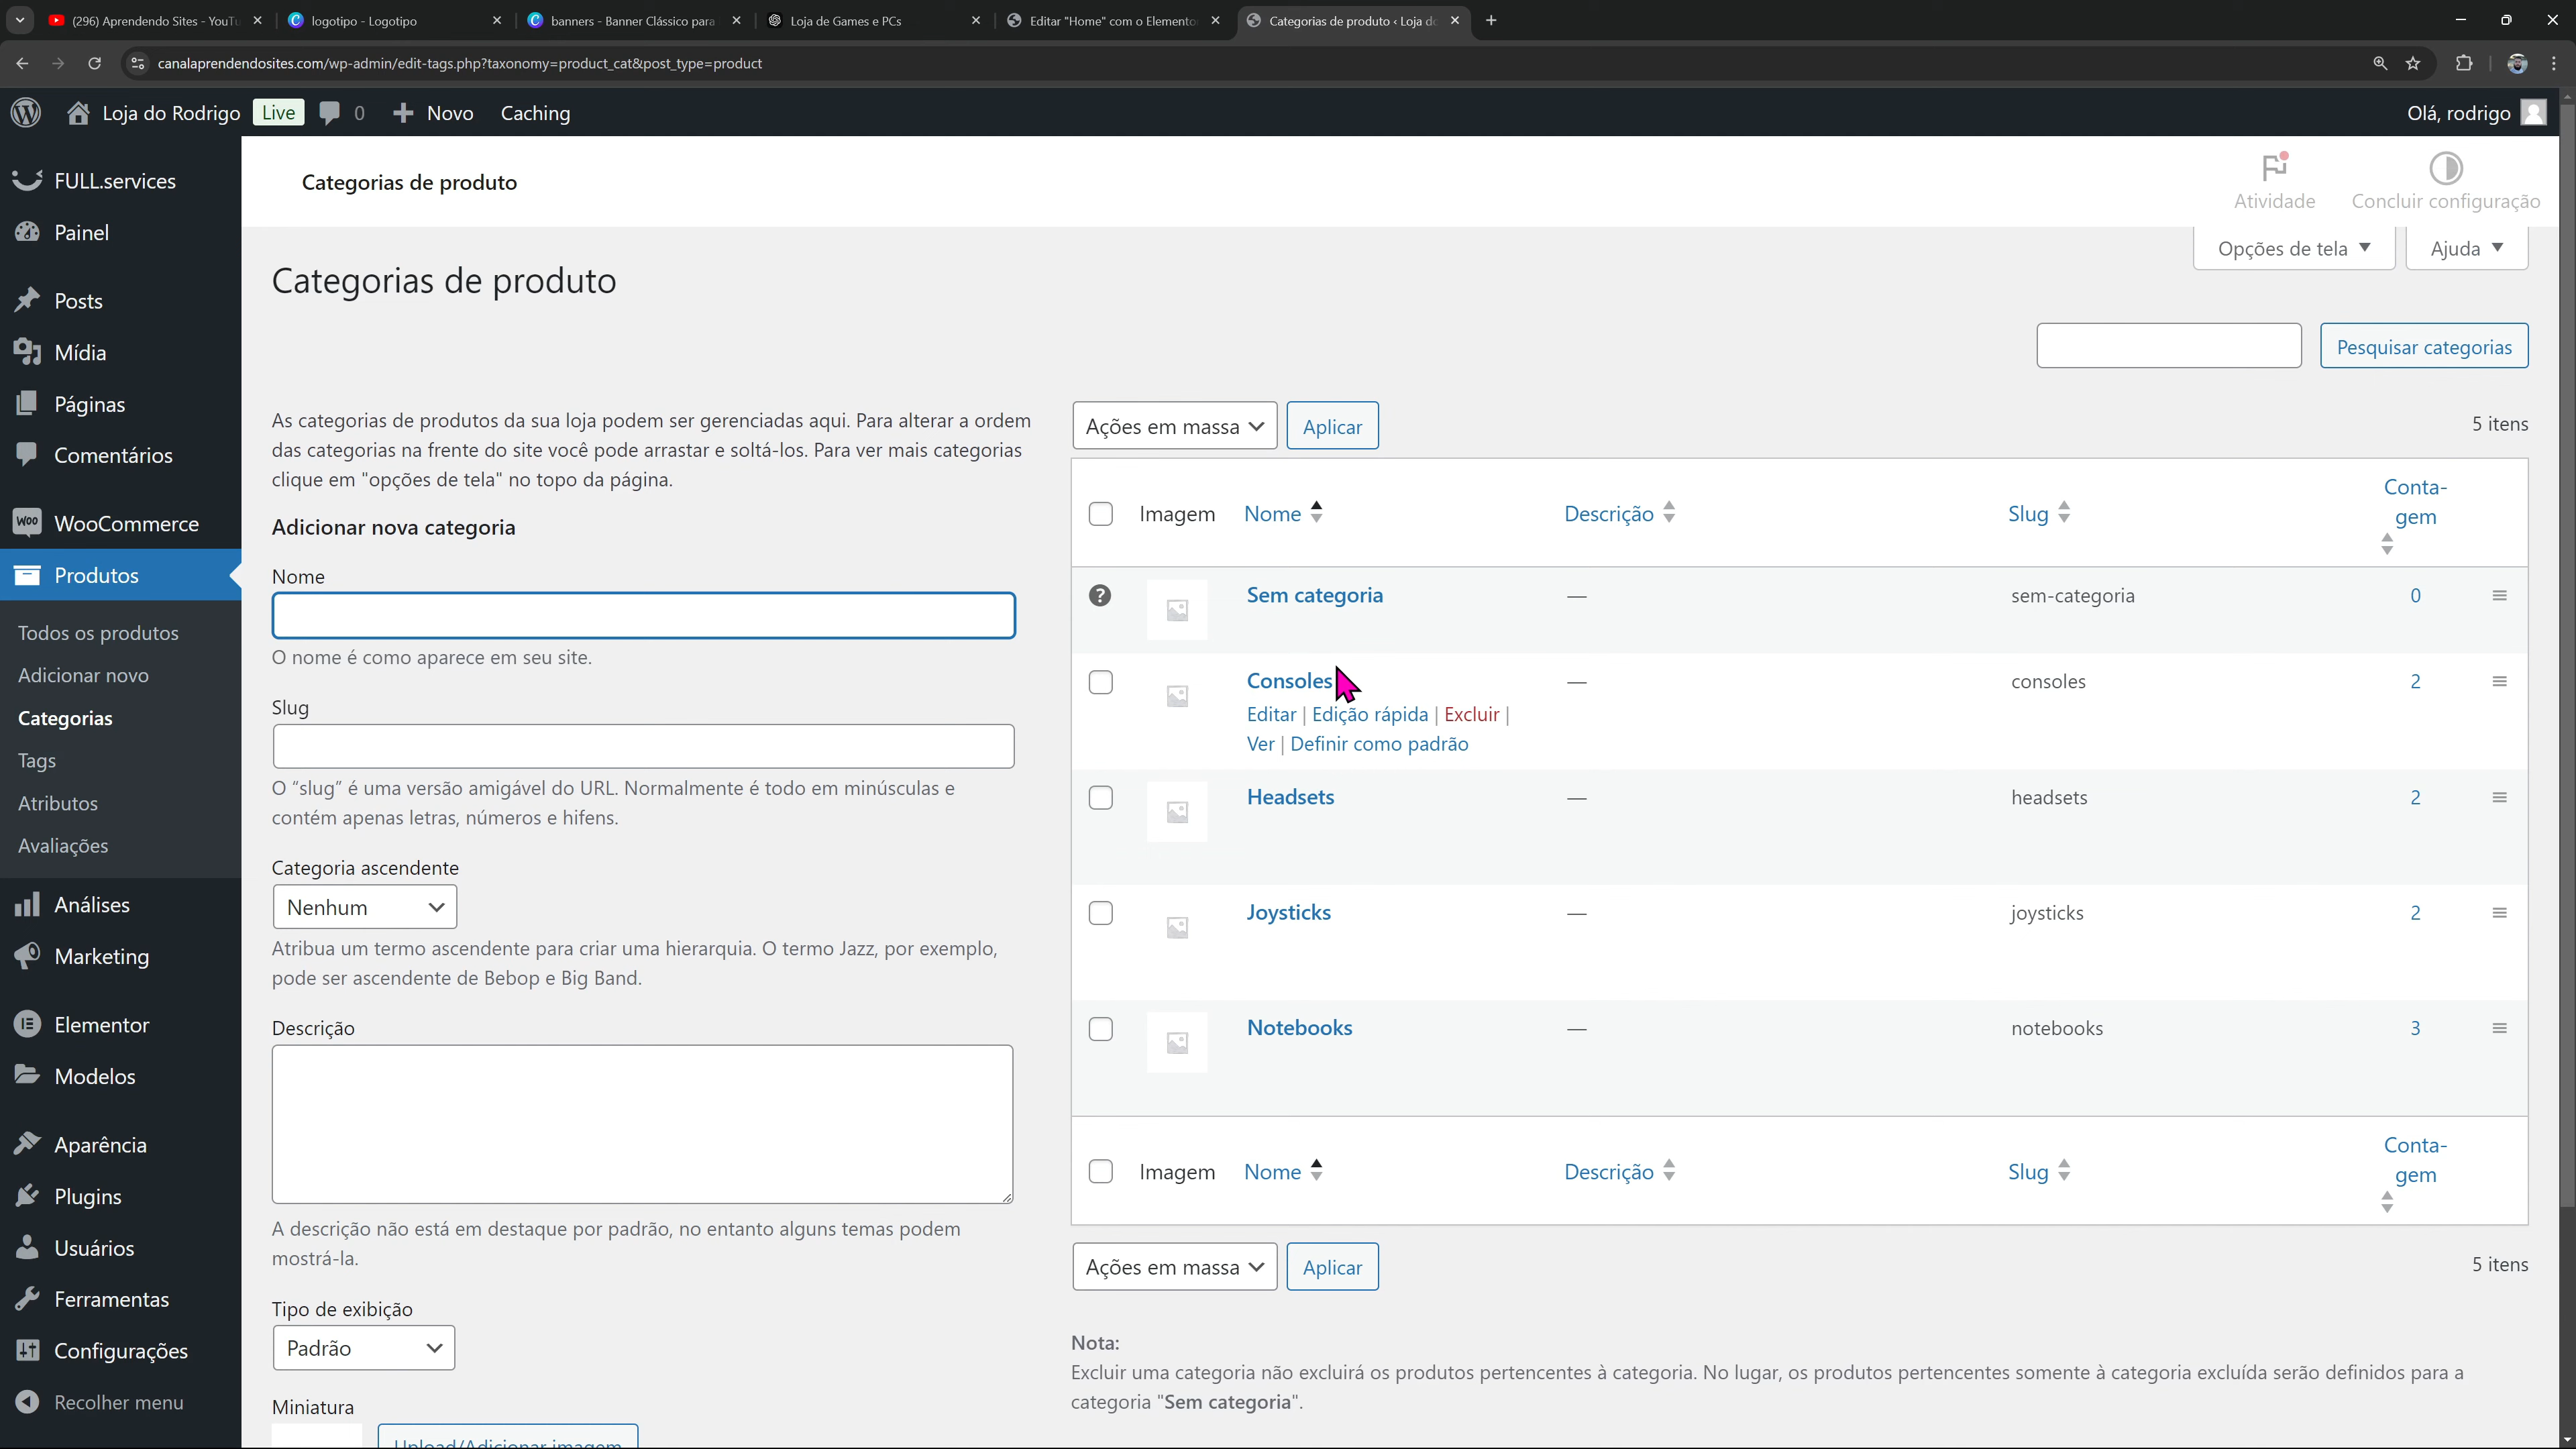 (296) Aprendendo Sites - YouTu
logotipo - Logotipo
banners - Banner Clássico para
Loja de Games e PCs
Editar "Home" com o Elemento
Categorias de produto ‹ Loja do
canalaprendendosites.com/wp-admin/edit-tags.php?taxonomy=product_cat&post_type=product
Loja do Rodrigo
Live
0
Novo
Caching
Olá, rodrigo
FULL.services
Painel
Posts
Mídia
Páginas
Comentários
Woo
WooCommerce
Produtos
Todos os produtos
Adicionar novo
Categorias
Tags
Atributos
Avaliações
Análises
Marketing
Elementor
Modelos
Aparência
Plugins
Usuários
Ferramentas
Configurações
Recolher menu
Categorias de produto
Atividade
Concluir configuração
Opções de tela
Ajuda
Categorias de produto
Pesquisar categorias
As categorias de produtos da sua loja podem ser gerenciadas aqui. Para alterar a ordem
das categorias na frente do site você pode arrastar e soltá-los. Para ver mais categorias
clique em "opções de tela" no topo da página.
Adicionar nova categoria
Nome
O nome é como aparece em seu site.
Slug
O “slug” é uma versão amigável do URL. Normalmente é todo em minúsculas e
contém apenas letras, números e hifens.
Categoria ascendente
Nenhum
Atribua um termo ascendente para criar uma hierarquia. O termo Jazz, por exemplo,
pode ser ascendente de Bebop e Big Band.
Descrição
A descrição não está em destaque por padrão, no entanto alguns temas podem
mostrá-la.
Tipo de exibição
Padrão
Miniatura
Upload/Adicionar imagem
Ações em massa
Aplicar
5 itens
Imagem
Nome
Descrição
Slug
Conta-
gem
?
Sem categoria
—
sem-categoria
0
Consoles
—
consoles
2
Editar | Edição rápida | Excluir |
Ver | Definir como padrão
Headsets
—
headsets
2
Joysticks
—
joysticks
2
Notebooks
—
notebooks
3
Imagem
Nome
Descrição
Slug
Conta-
gem
Ações em massa
Aplicar
5 itens
Nota:
Excluir uma categoria não excluirá os produtos pertencentes à categoria. No lugar, os produtos pertencentes somente à categoria excluída serão definidos para a
categoria "Sem categoria".